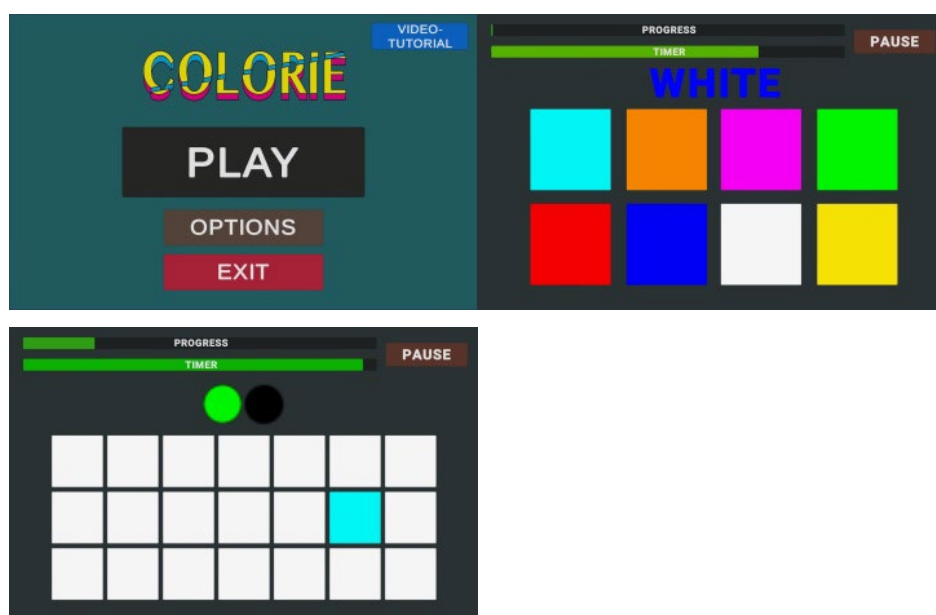 VIDEO-
TUTORIAL
COLORIE
PLAY
OPTIONS
EXIT
PROGRESS
TIMER
PAUSE
WHITE
PROGRESS
TIMER
PAUSE